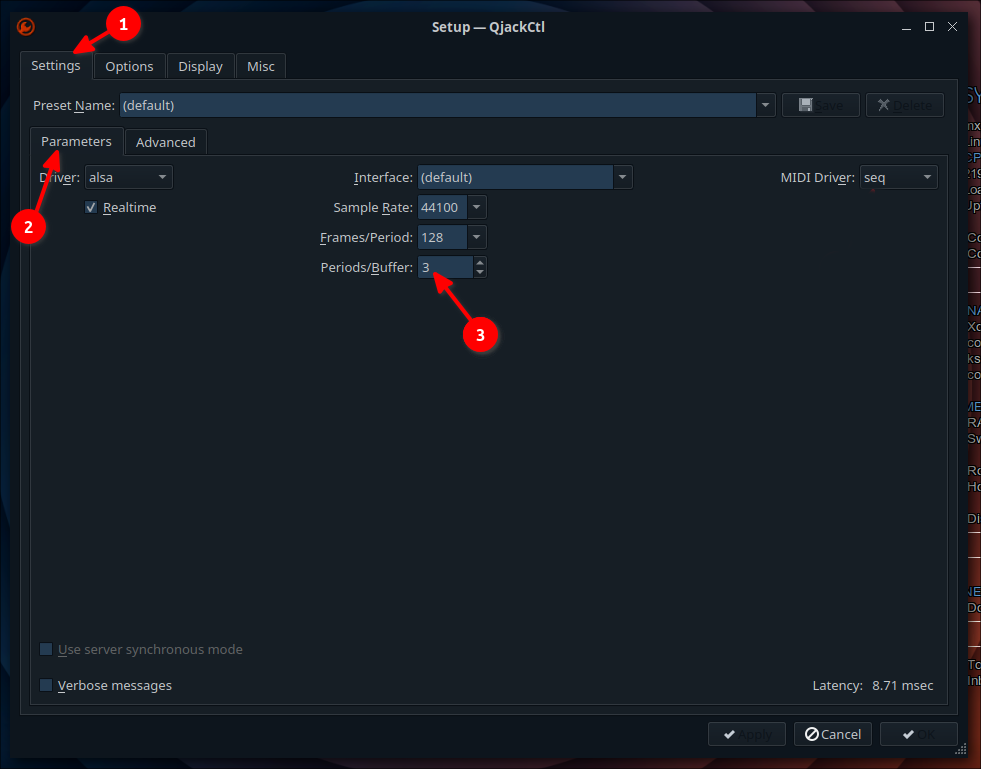 Setup — QjackCtl
1
Settings Options Display Misc
Preset Name: (default) Save Delete
Parameters Advanced
Driver: alsa Interface: (default) MIDI Driver: seq
Realtime Sample Rate: 44100
2
Frames/Period: 128
Periods/Buffer: 3
3
Use server synchronous mode
Verbose messages Latency: 8.71 msec
Apply Cancel OK